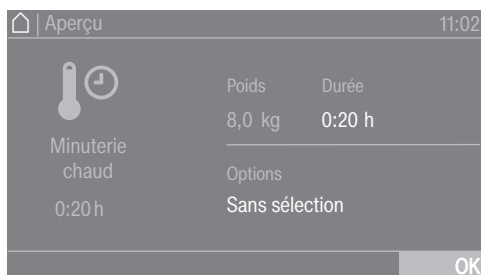 Aperçu 11:02
Minuterie
chaud
0:20 h
Poids Durée
8,0 kg 0:20 h
Options
Sans sélection
OK